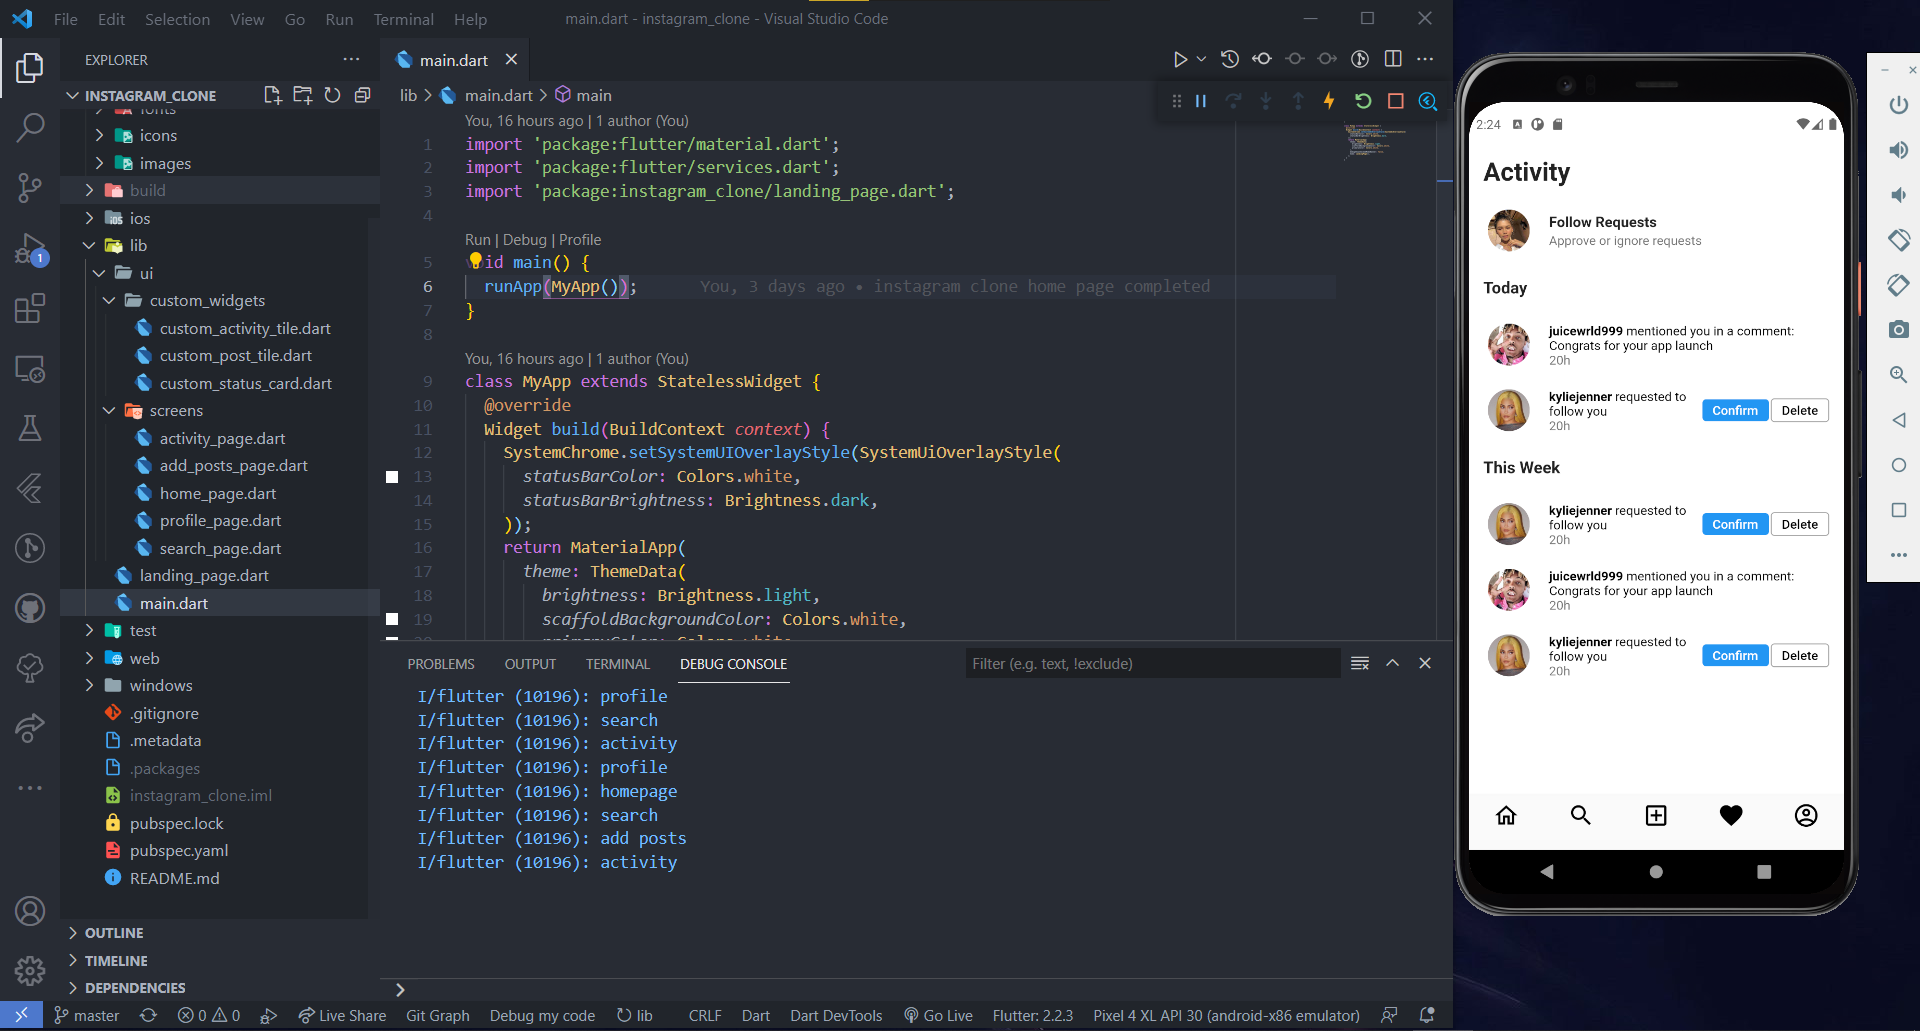 File Edit Selection View Go Run Terminal Help
main.dart - instagram_clone - Visual Studio Code
EXPLORER
INSTAGRAM_CLONE
fonts
icons
images
build
ios
lib
ui
custom_widgets
custom_activity_tile.dart
custom_post_tile.dart
custom_status_card.dart
screens
activity_page.dart
add_posts_page.dart
home_page.dart
profile_page.dart
search_page.dart
landing_page.dart
main.dart
test
web
windows
.gitignore
.metadata
.packages
instagram_clone.iml
pubspec.lock
pubspec.yaml
README.md
OUTLINE
TIMELINE
DEPENDENCIES
1
main.dart
lib > main.dart > main
You, 16 hours ago | 1 author (You)
1 import 'package:flutter/material.dart';
2 import 'package:flutter/services.dart';
3 import 'package:instagram_clone/landing_page.dart';
4
Run | Debug | Profile
5 void main() {
6 runApp(MyApp()); You, 3 days ago • instagram clone home page completed
7 }
8
You, 16 hours ago | 1 author (You)
9 class MyApp extends StatelessWidget {
10 @override
11 Widget build(BuildContext context) {
12 SystemChrome.setSystemUIOverlayStyle(SystemUiOverlayStyle(
13 statusBarColor: Colors.white,
14 statusBarBrightness: Brightness.dark,
15 ));
16 return MaterialApp(
17 theme: ThemeData(
18 brightness: Brightness.light,
19 scaffoldBackgroundColor: Colors.white,
20 primaryColor: Colors.white,
PROBLEMS OUTPUT TERMINAL DEBUG CONSOLE
Filter (e.g. text, !exclude)
I/flutter (10196): profile
I/flutter (10196): search
I/flutter (10196): activity
I/flutter (10196): profile
I/flutter (10196): homepage
I/flutter (10196): search
I/flutter (10196): add posts
I/flutter (10196): activity
master 0 0 Live Share Git Graph Debug my code lib CRLF Dart Dart DevTools Go Live Flutter: 2.2.3 Pixel 4 XL API 30 (android-x86 emulator)
2:24
Activity
Follow Requests
Approve or ignore requests
Today
juicewrld999 mentioned you in a comment:
Congrats for your app launch
20h
kyliejenner requested to
follow you
20h
Confirm Delete
This Week
kyliejenner requested to
follow you
20h
Confirm Delete
juicewrld999 mentioned you in a comment:
Congrats for your app launch
20h
kyliejenner requested to
follow you
20h
Confirm Delete